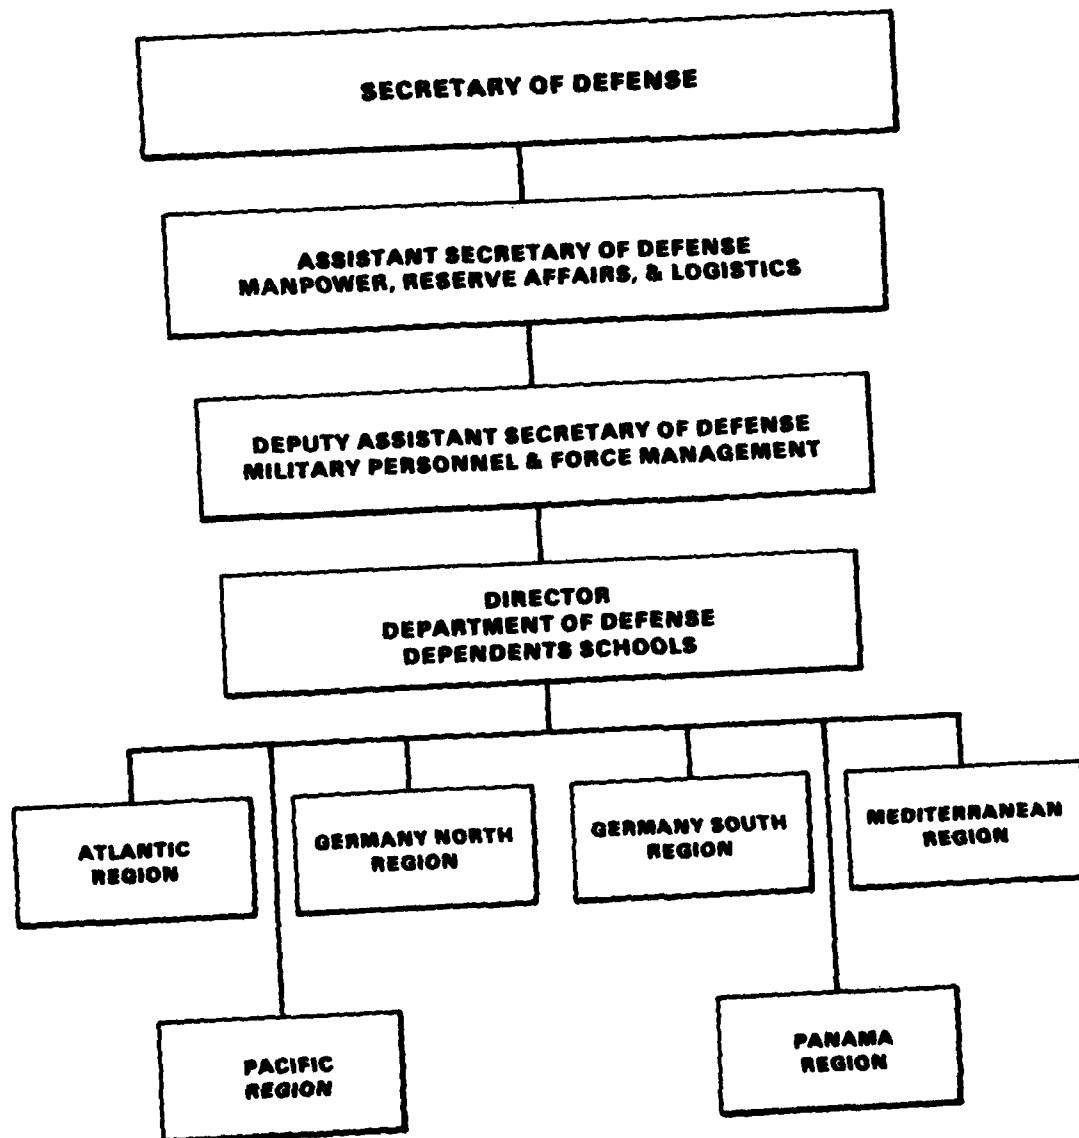 SECRETARY OF DEFENSE
ASSISTANT SECRETARY OF DEFENSE
MANPOWER, RESERVE AFFAIRS, & LOGISTICS
DEPUTY ASSISTANT SECRETARY OF DEFENSE
MILITARY PERSONNEL & FORCE MANAGEMENT
DIRECTOR
DEPARTMENT OF DEFENSE
DEPENDENTS SCHOOLS
ATLANTIC
REGION
GERMANY NORTH
REGION
GERMANY SOUTH
REGION
MEDITERRANEAN
REGION
PACIFIC
REGION
PANAMA
REGION